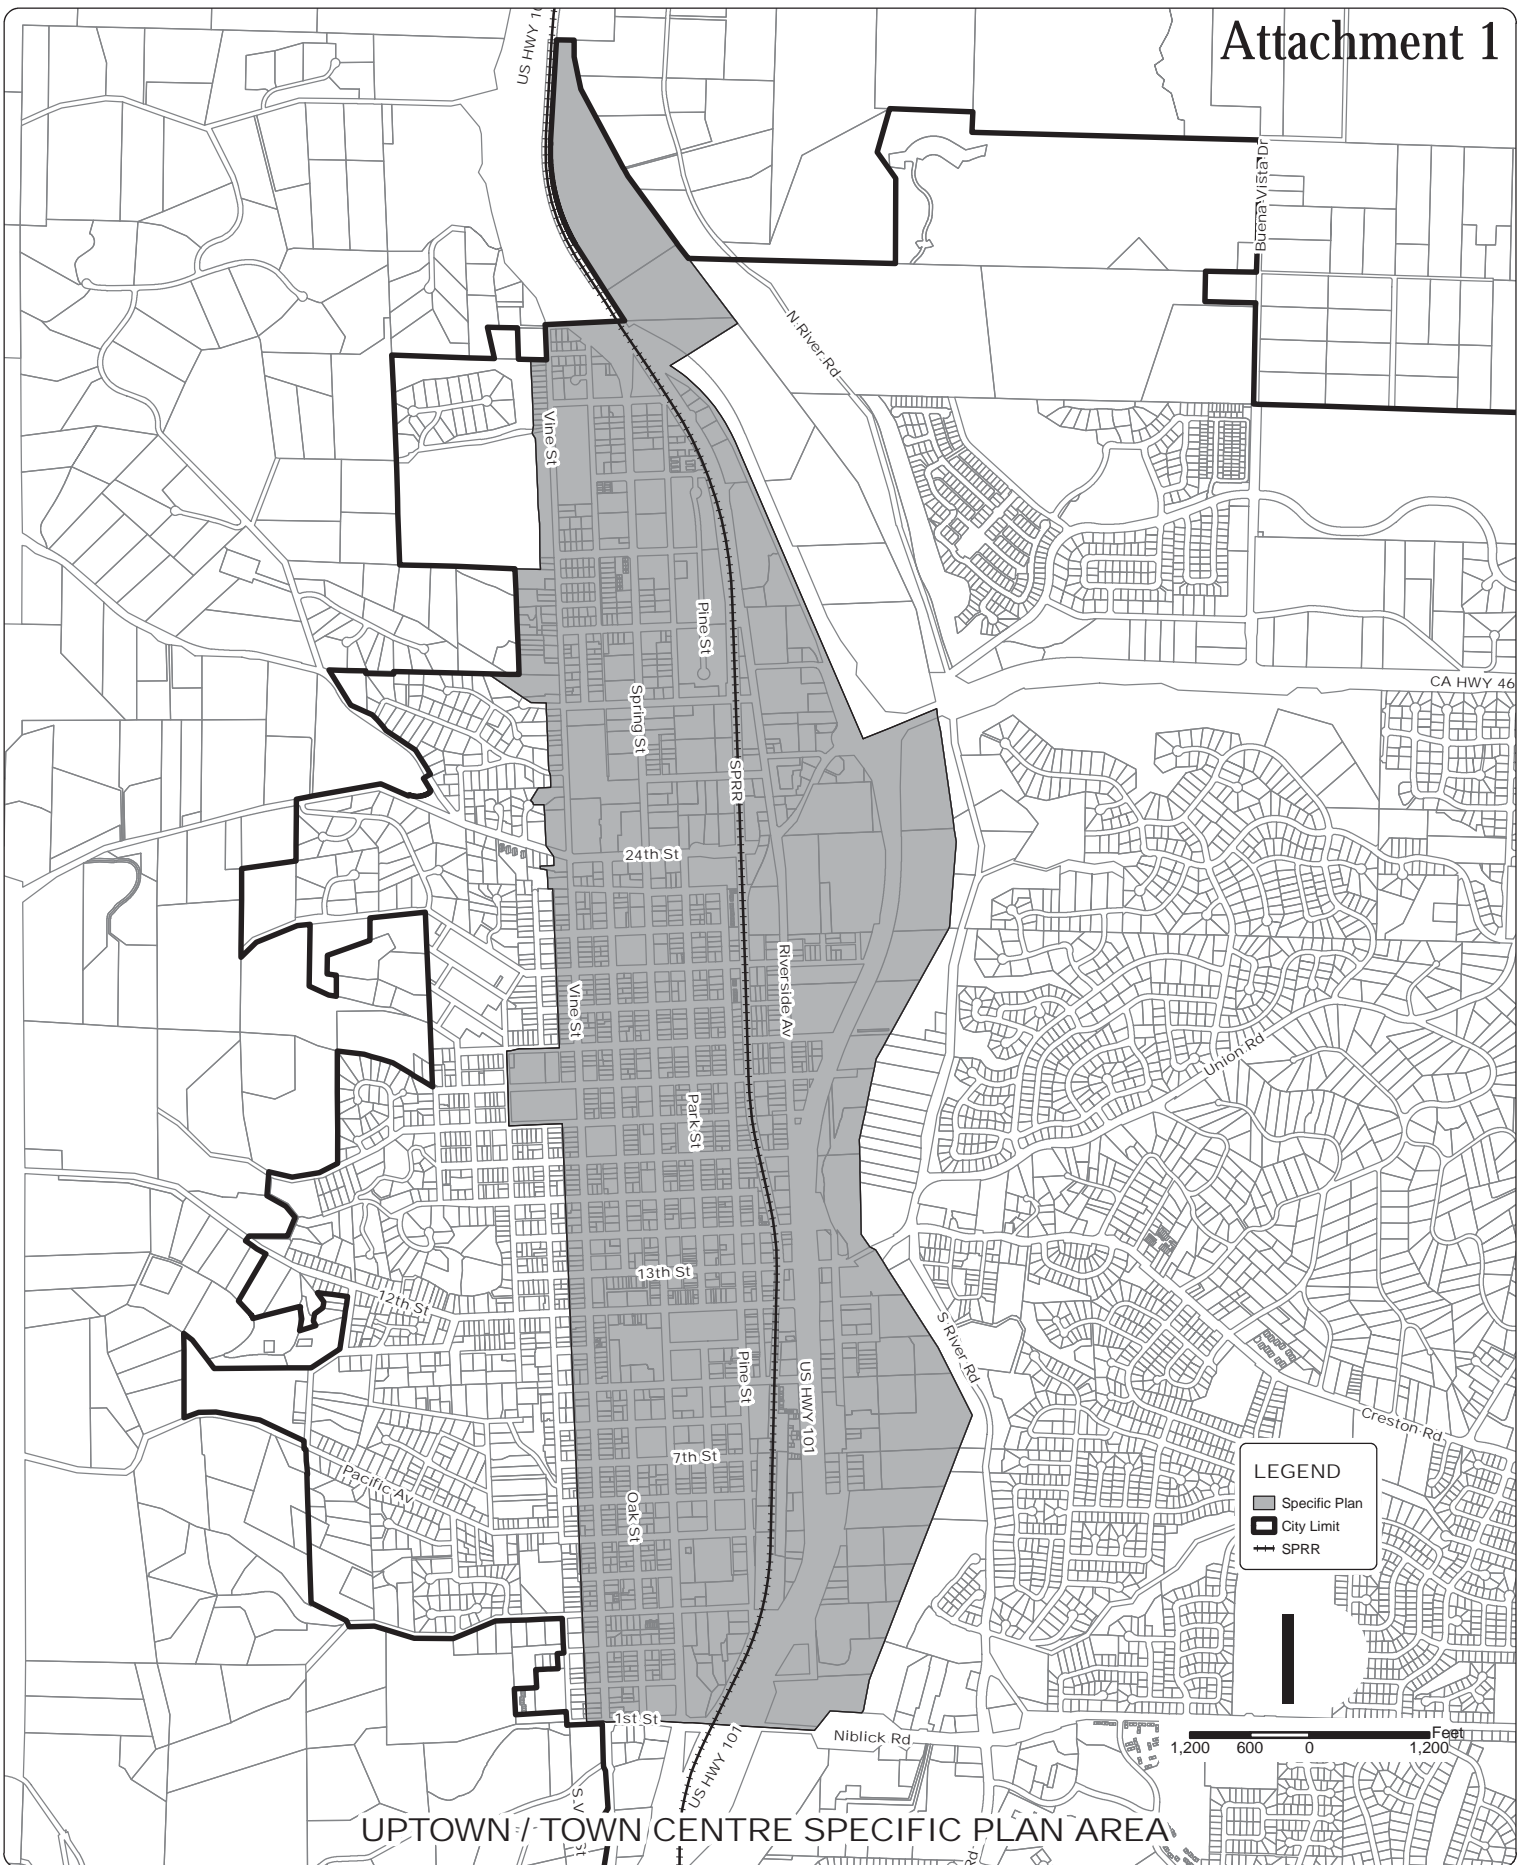 Attachment 1
US HWY 10
Buena Vista Dr
N River Rd
Vine St
Pine St
CA HWY 46
Spring St
SPRR
24th St
Riverside Av
Vine St
Union Rd
Park St
13th St
12th St
S River Rd
Pine St
US HWY 101
Creston Rd
7th St
Pacific Av
Oak St
LEGEND
Specific Plan
City Limit
SPRR
1st St
Niblick Rd
US HWY 101
Feet
1,200 600 0 1,200
UPTOWN / TOWN CENTRE SPECIFIC PLAN AREA
Rd